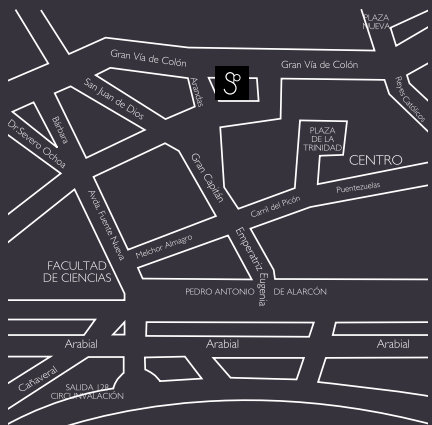 PLAZA
NUEVA
Gran Vía de Colón
Gran Vía de Colón
San Juan de Dios
Arandas
Reyes Católicos
Dr. Severo Ochoa
Bárbara
PLAZA
DE LA
TRINIDAD
CENTRO
Gran Capitán
Puentezuelas
Carril del Picón
Avda. Fuente Nueva
Melchor Almagro
Emperatriz Eugenia
FACULTAD
DE CIENCIAS
PEDRO ANTONIO
DE ALARCÓN
Arabial
Arabial
Arabial
Cañaveral
SALIDA 128
CIRCUNVALACIÓN